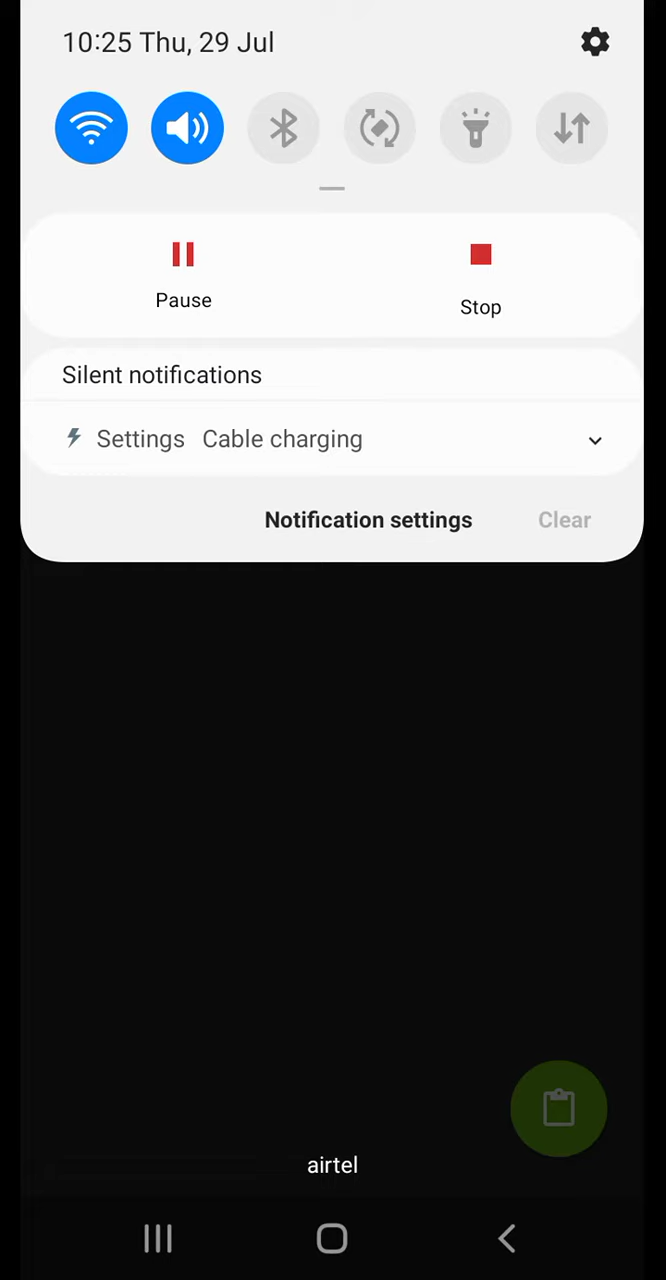 10:25 Thu, 29 Jul
Pause
Stop
Silent notifications
Settings Cable charging
Notification settings Clear
airtel